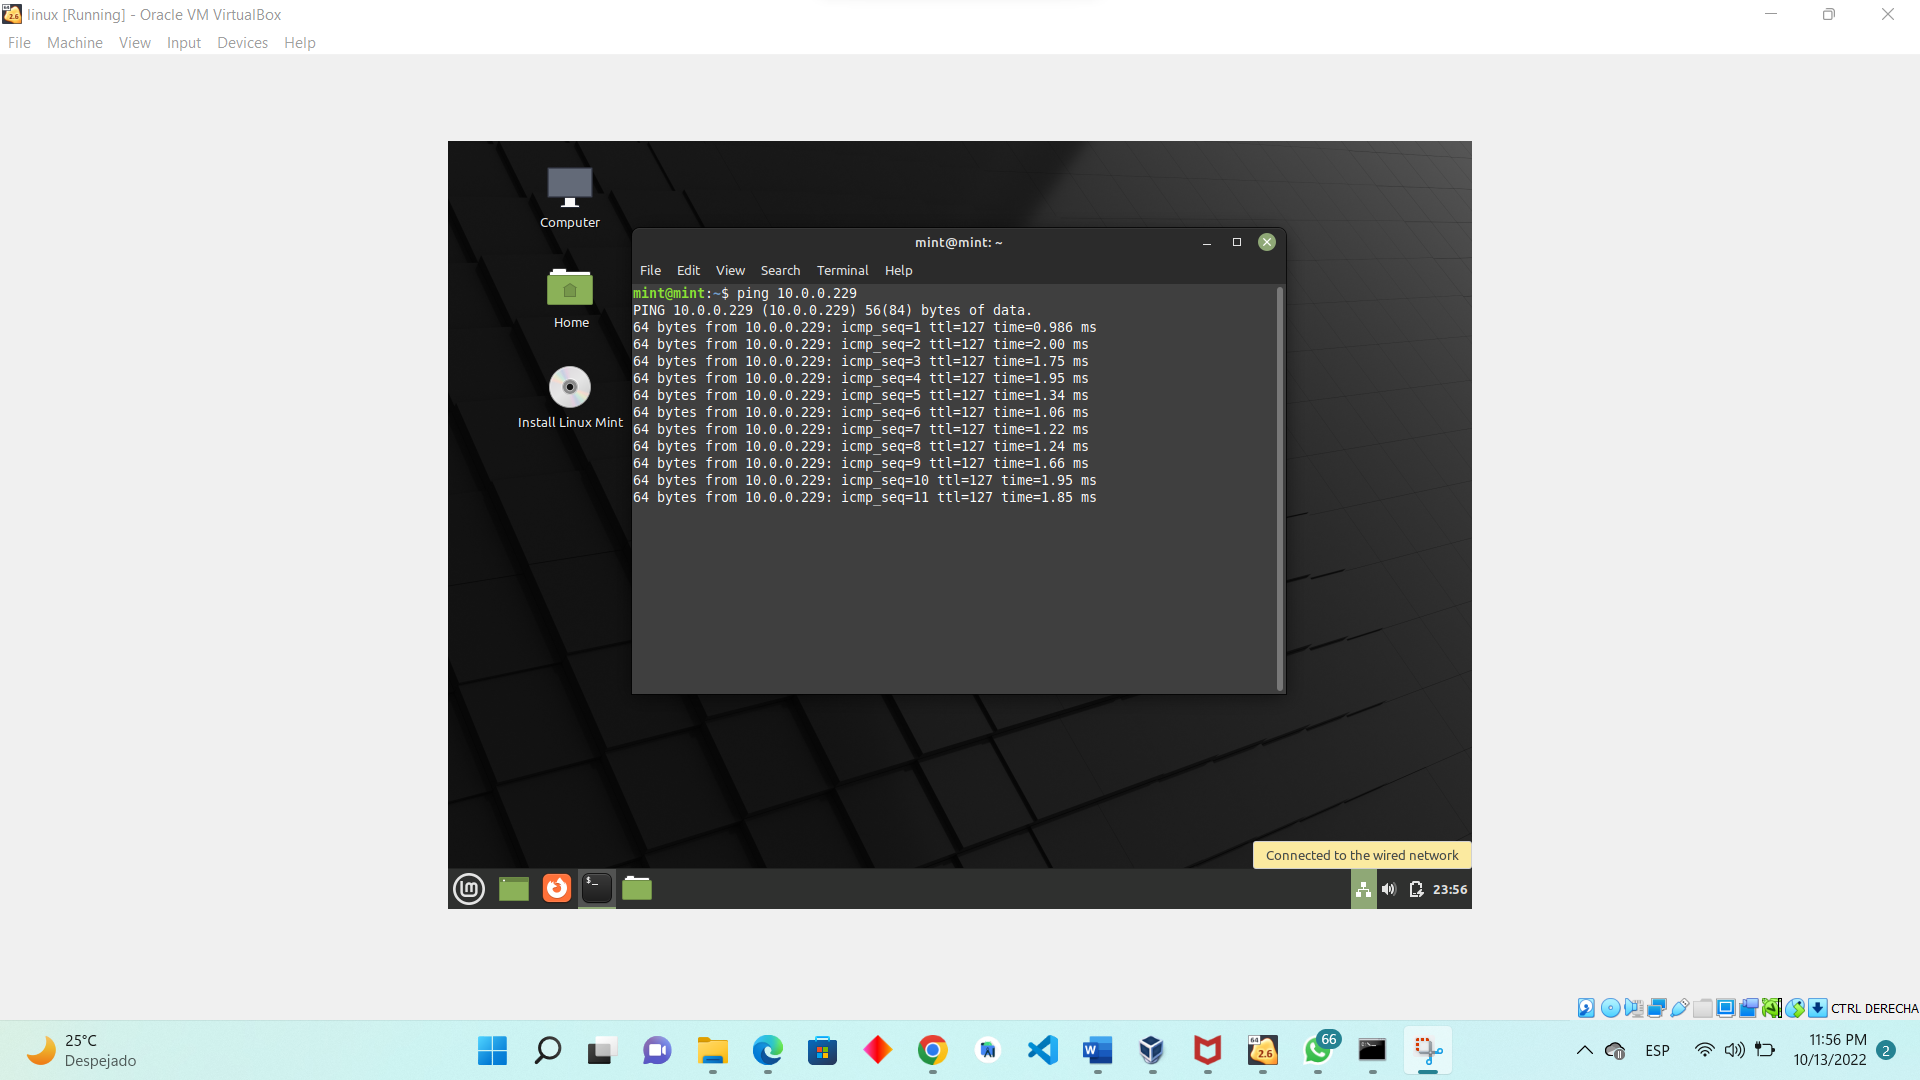 linux [Running] - Oracle VM VirtualBox
File Machine View Input Devices Help
Computer
Home
Install Linux Mint
mint@mint: ~
File Edit View Search Terminal Help
mint@mint:~$ ping 10.0.0.229
PING 10.0.0.229 (10.0.0.229) 56(84) bytes of data.
64 bytes from 10.0.0.229: icmp_seq=1 ttl=127 time=0.986 ms
64 bytes from 10.0.0.229: icmp_seq=2 ttl=127 time=2.00 ms
64 bytes from 10.0.0.229: icmp_seq=3 ttl=127 time=1.75 ms
64 bytes from 10.0.0.229: icmp_seq=4 ttl=127 time=1.95 ms
64 bytes from 10.0.0.229: icmp_seq=5 ttl=127 time=1.34 ms
64 bytes from 10.0.0.229: icmp_seq=6 ttl=127 time=1.06 ms
64 bytes from 10.0.0.229: icmp_seq=7 ttl=127 time=1.22 ms
64 bytes from 10.0.0.229: icmp_seq=8 ttl=127 time=1.24 ms
64 bytes from 10.0.0.229: icmp_seq=9 ttl=127 time=1.66 ms
64 bytes from 10.0.0.229: icmp_seq=10 ttl=127 time=1.95 ms
64 bytes from 10.0.0.229: icmp_seq=11 ttl=127 time=1.85 ms
Connected to the wired network
23:56
CTRL DERECHA
25°C
Despejado
64
2.6
66
ESP
11:56 PM
10/13/2022
2